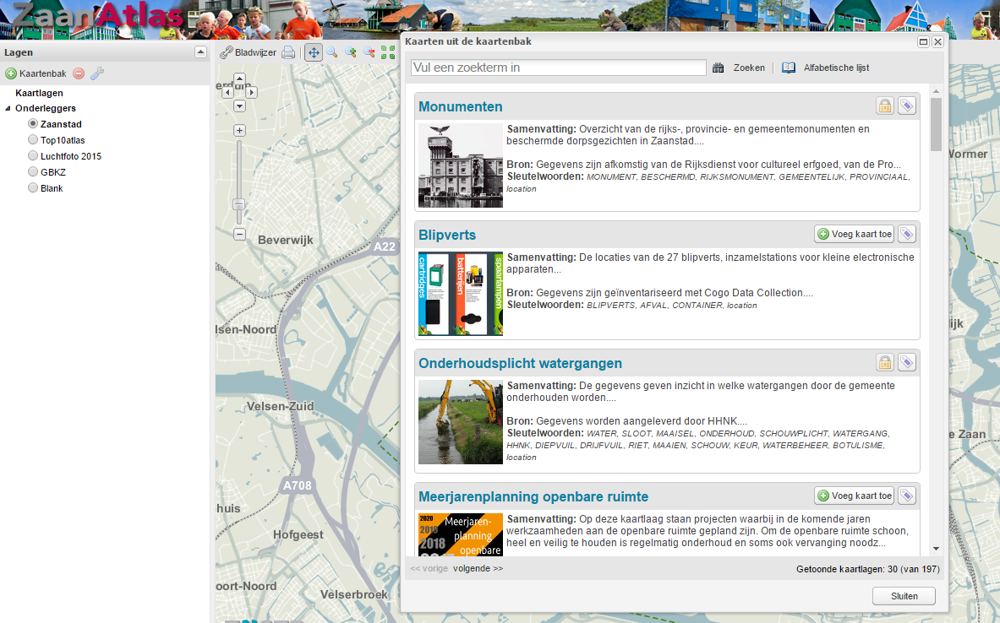 ZaanAtlas
Lagen
Kaartenbak
Kaartlagen
Onderleggers
Zaanstad
Top10atlas
Luchtfoto 2015
GBKZ
Blank
Bladwijzer
Beverwijk
A22
lsen-Noord
Velsen-Zuid
A708
huis
Hofgeest
oort-Noord
Velserbroek
Wormer
ijk
e Zaan
Kaarten uit de kaartenbak
Vul een zoekterm in
Zoeken
Alfabetische lijst
Monumenten
Samenvatting: Overzicht van de rijks-, provincie- en gemeentemonumenten en
beschermde dorpsgezichten in Zaanstad....
Bron: Gegevens zijn afkomstig van de Rijksdienst voor cultureel erfgoed, van de Pro...
Sleutelwoorden: MONUMENT, BESCHERMD, RIJKSMONUMENT, GEMEENTELIJK, PROVINCIAAL,
location
Blipverts
Voeg kaart toe
cartridges
batterijen
spaarlampen
Samenvatting: De locaties van de 27 blipverts, inzamelstations voor kleine electronische
apparaten...
Bron: Gegevens zijn geïnventariseerd met Cogo Data Collection....
Sleutelwoorden: BLIPVERTS, AFVAL, CONTAINER, location
Onderhoudsplicht watergangen
Samenvatting: De gegevens geven inzicht in welke watergangen door de gemeente
onderhouden worden....
Bron: Gegevens worden aangeleverd door HHNK....
Sleutelwoorden: WATER, SLOOT, MAAISEL, ONDERHOUD, SCHOUWPLICHT, WATERGANG,
HHNK, DIEPVUIL, DRIJFVUIL, RIET, MAAIEN, SCHOUW, KEUR, WATERBEHEER, BOTULISME,
location
Meerjarenplanning openbare ruimte
Voeg kaart toe
2020
2019
2018
Meerjaren-
planning
openbare
Samenvatting: Op deze kaartlaag staan projecten waarbij in de komende jaren
werkzaamheden aan de openbare ruimte gepland zijn. Om de openbare ruimte schoon,
heel en veilig te houden is regelmatig onderhoud en soms ook vervanging noodz...
<< vorige volgende >>
Getoonde kaartlagen: 30 (van 197)
Sluiten